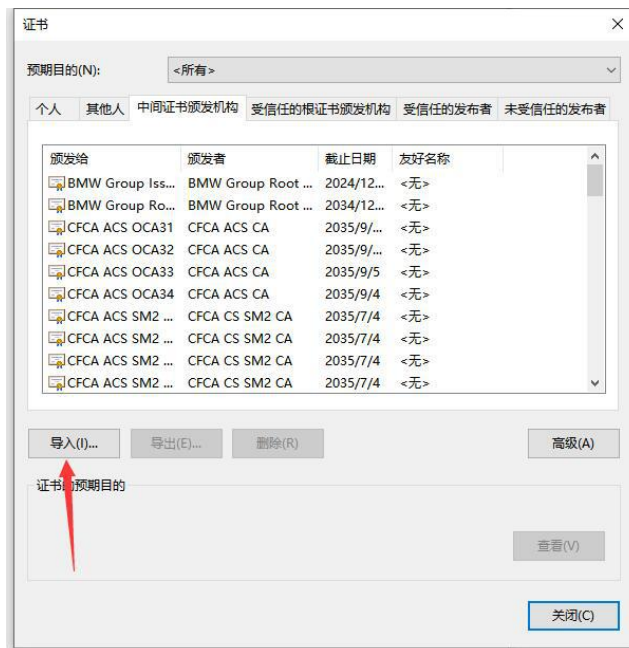 证书
预期目的(N): <所有>
个人 其他人 中间证书颁发机构 受信任的根证书颁发机构 受信任的发布者 未受信任的发布者
颁发给 颁发者 截止日期 友好名称
BMW Group Iss... BMW Group Root ... 2024/12... <无>
BMW Group Ro... BMW Group Root ... 2034/12... <无>
CFCA ACS OCA31 CFCA ACS CA 2035/9/... <无>
CFCA ACS OCA32 CFCA ACS CA 2035/9/... <无>
CFCA ACS OCA33 CFCA ACS CA 2035/9/5 <无>
CFCA ACS OCA34 CFCA ACS CA 2035/9/4 <无>
CFCA ACS SM2 ... CFCA CS SM2 CA 2035/7/4 <无>
CFCA ACS SM2 ... CFCA CS SM2 CA 2035/7/4 <无>
CFCA ACS SM2 ... CFCA CS SM2 CA 2035/7/4 <无>
CFCA ACS SM2 ... CFCA CS SM2 CA 2035/7/4 <无>
导入(I)... 导出(E)... 删除(R) 高级(A)
证书的预期目的
查看(V)
关闭(C)